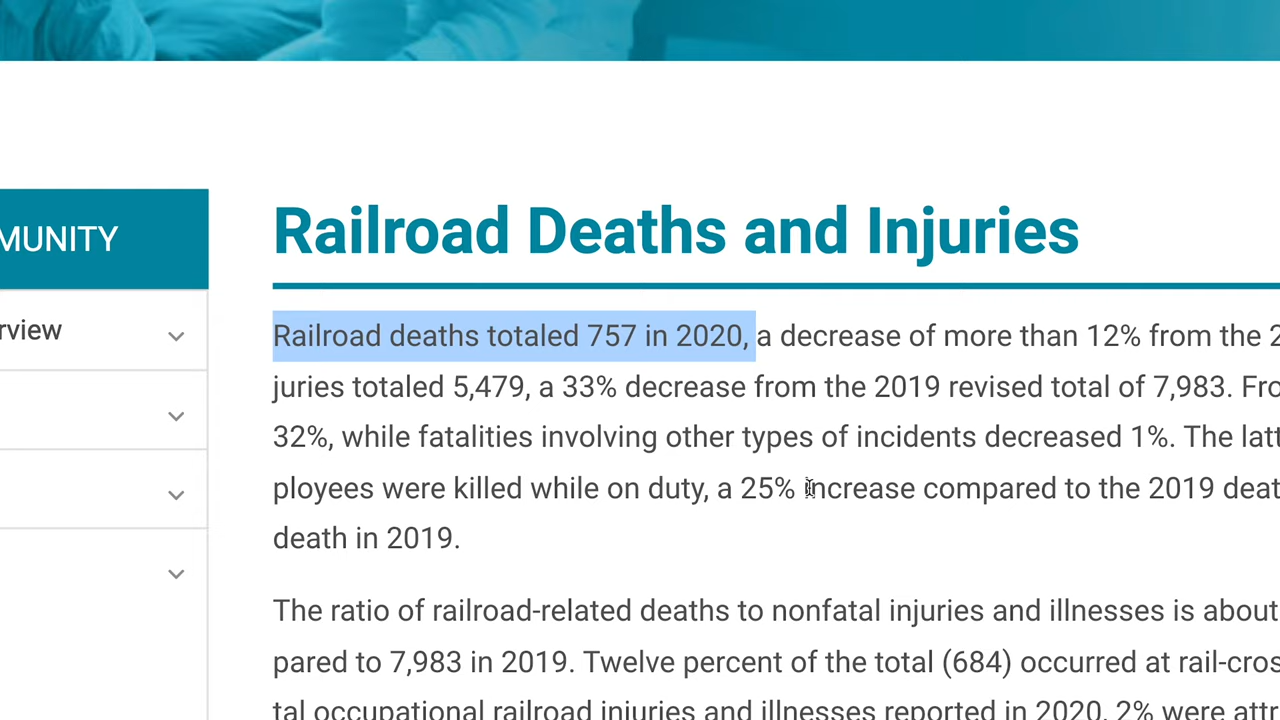 MUNITY
rview
Railroad Deaths and Injuries
Railroad deaths totaled 757 in 2020, a decrease of more than 12% from the 2
juries totaled 5,479, a 33% decrease from the 2019 revised total of 7,983. Fro
32%, while fatalities involving other types of incidents decreased 1%. The latt
ployees were killed while on duty, a 25% increase compared to the 2019 deat
death in 2019.
The ratio of railroad-related deaths to nonfatal injuries and illnesses is about
pared to 7,983 in 2019. Twelve percent of the total (684) occurred at rail-cros
tal occupational railroad injuries and illnesses reported in 2020, 2% were attr